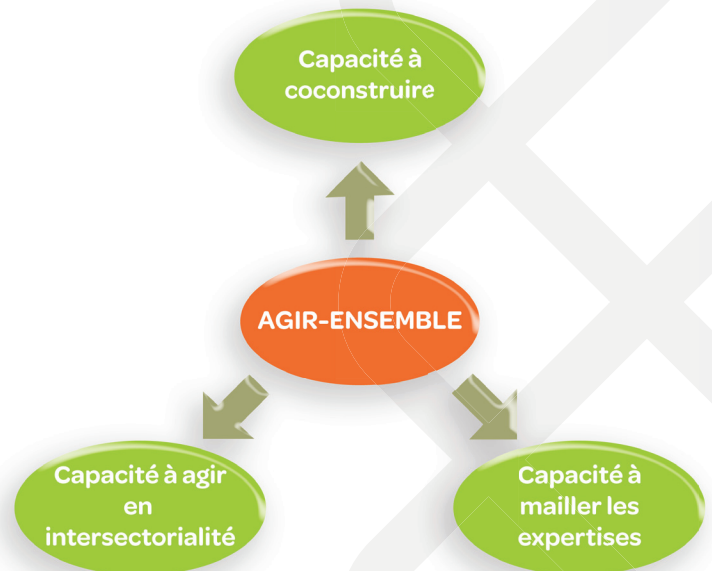 Capacité à
coconstruire
AGIR-ENSEMBLE
Capacité à agir
en
intersectorialité
Capacité à
mailler les
expertises